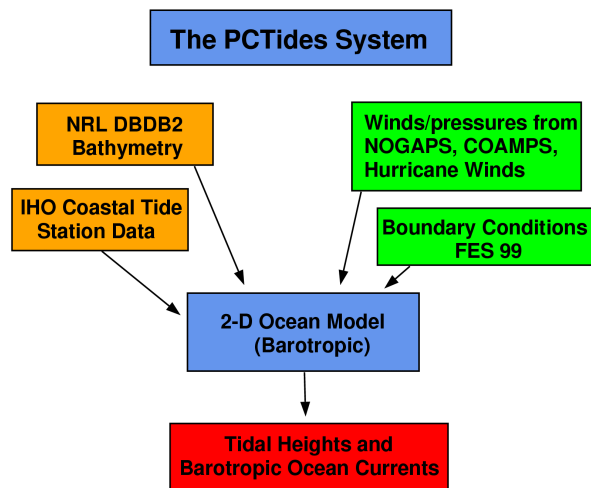 The PCTides System
NRL DBDB2
Bathymetry
Winds/pressures from
NOGAPS, COAMPS,
Hurricane Winds
IHO Coastal Tide
Station Data
Boundary Conditions
FES 99
2-D Ocean Model
(Barotropic)
Tidal Heights and
Barotropic Ocean Currents